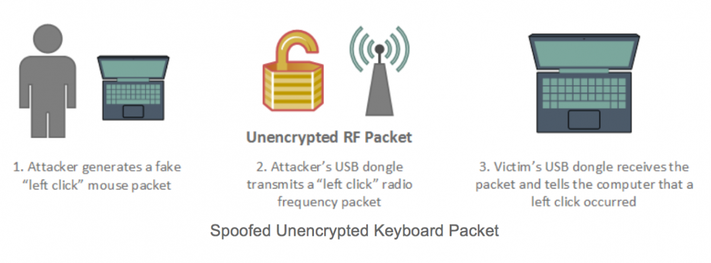 Unencrypted RF Packet
1. Attacker generates a fake
“left click” mouse packet
2. Attacker’s USB dongle
transmits a “left click” radio
frequency packet
3. Victim’s USB dongle receives the
packet and tells the computer that a
left click occurred
Spoofed Unencrypted Keyboard Packet